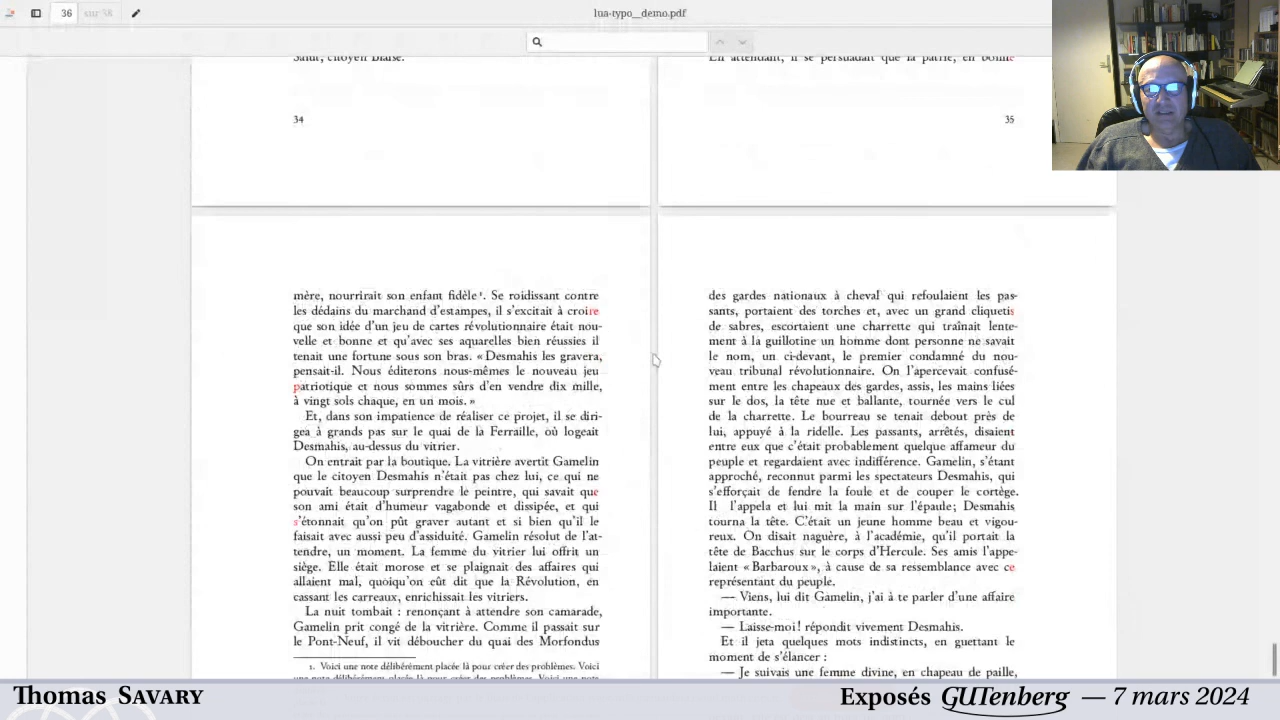 36 sur 58
lua-typo_demo.pdf
Salut, citoyen Blaise.
34
En attendant, il se persuadait que la patrie, en bonne
35
mère, nourrirait son enfant fidèle¹. Se roidissant contre
les dédains du marchand d'estampes, il s'excitait à croire
que son idée d'un jeu de cartes révolutionnaire était nou-
velle et bonne et qu'avec ses aquarelles bien réussies il
tenait une fortune sous son bras. « Desmahis les gravera,
pensait-il. Nous éditerons nous-mêmes le nouveau jeu
patriotique et nous sommes sûrs d'en vendre dix mille,
à vingt sols chaque, en un mois. »
Et, dans son impatience de réaliser ce projet, il se diri-
gea à grands pas sur le quai de la Ferraille, où logeait
Desmahis, au-dessus du vitrier.
On entrait par la boutique. La vitrière avertit Gamelin
que le citoyen Desmahis n'était pas chez lui, ce qui ne
pouvait beaucoup surprendre le peintre, qui savait que
son ami était d'humeur vagabonde et dissipée, et qui
s'étonnait qu'on pût graver autant et si bien qu'il le
faisait avec aussi peu d'assiduité. Gamelin résolut de l'at-
tendre, un moment. La femme du vitrier lui offrit un
siège. Elle était morose et se plaignait des affaires qui
allaient mal, quoiqu'on eût dit que la Révolution, en
cassant les carreaux, enrichissait les vitriers.
La nuit tombait : renonçant à attendre son camarade,
Gamelin prit congé de la vitrière. Comme il passait sur
le Pont-Neuf, il vit déboucher du quai des Morfondus
1. Voici une note délibérément placée là pour créer des problèmes. Voici
une note délibérément placée là pour créer des problèmes. Voici une note
des gardes nationaux à cheval qui refoulaient les pas-
sants, portaient des torches et, avec un grand cliquetis
de sabres, escortaient une charrette qui traînait lente-
ment à la guillotine un homme dont personne ne savait
le nom, un ci-devant, le premier condamné du nou-
veau tribunal révolutionnaire. On l'apercevait confusé-
ment entre les chapeaux des gardes, assis, les mains liées
sur le dos, la tête nue et ballante, tournée vers le cul
de la charrette. Le bourreau se tenait debout près de
lui, appuyé à la ridelle. Les passants, arrêtés, disaient
entre eux que c'était probablement quelque affameur du
peuple et regardaient avec indifférence. Gamelin, s'étant
approché, reconnut parmi les spectateurs Desmahis, qui
s'efforçait de fendre la foule et de couper le cortège.
Il l'appela et lui mit la main sur l'épaule; Desmahis
tourna la tête. C'était un jeune homme beau et vigou-
reux. On disait naguère, à l'académie, qu'il portait la
tête de Bacchus sur le corps d'Hercule. Ses amis l'appe-
laient « Barbaroux », à cause de sa ressemblance avec ce
représentant du peuple.
— Viens, lui dit Gamelin, j'ai à te parler d'une affaire
importante.
— Laisse-moi! répondit vivement Desmahis.
Et il jeta quelques mots indistincts, en guettant le
moment de s'élancer :
— Je suivais une femme divine, en chapeau de paille,
Thomas SAVARY
Exposés GUTenberg — 7 mars 2024